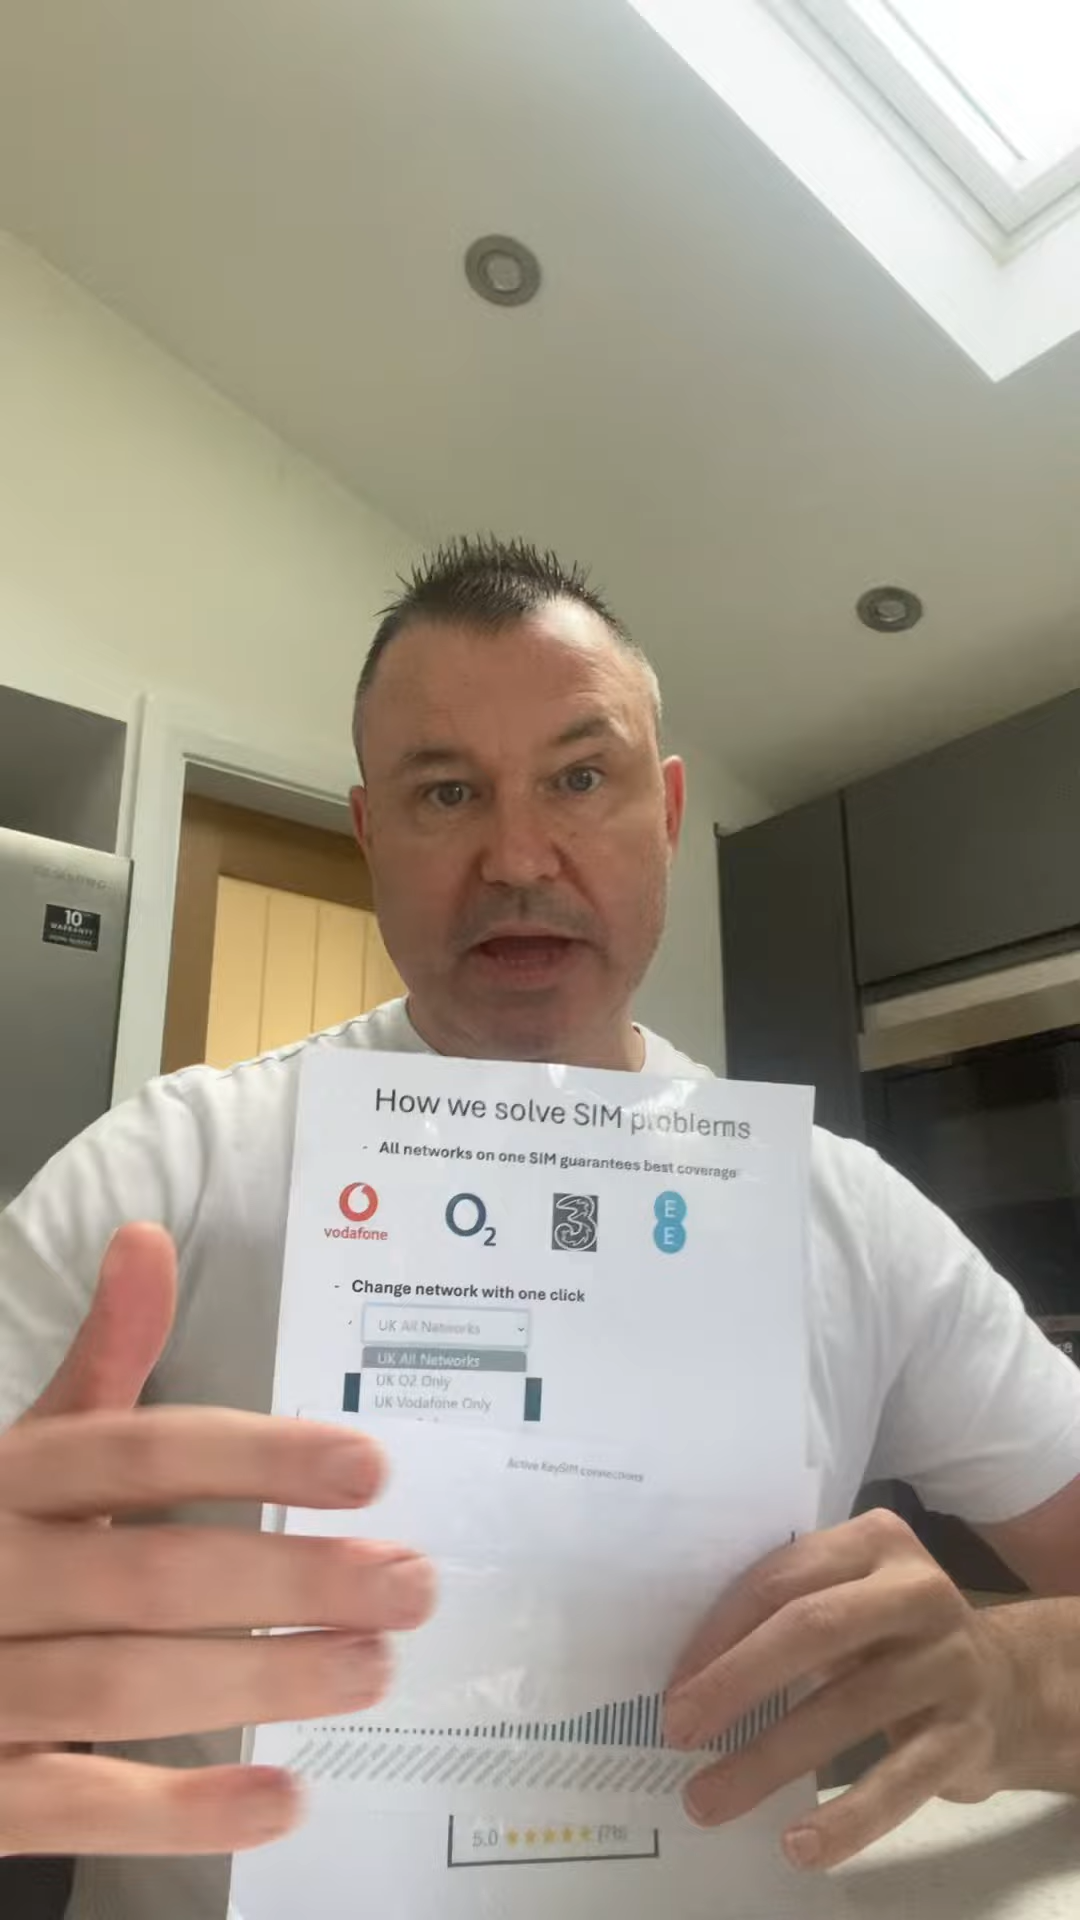 SAMSUNG
10
WARRANTY
How we solve SIM problems
- All networks on one SIM guarantees best coverage
vodafone
O2
3
EE
- Change network with one click
UK All Networks
UK All Networks
UK O2 Only
UK Vodafone Only
Active KeySIM connections
5.0 ★★★★★